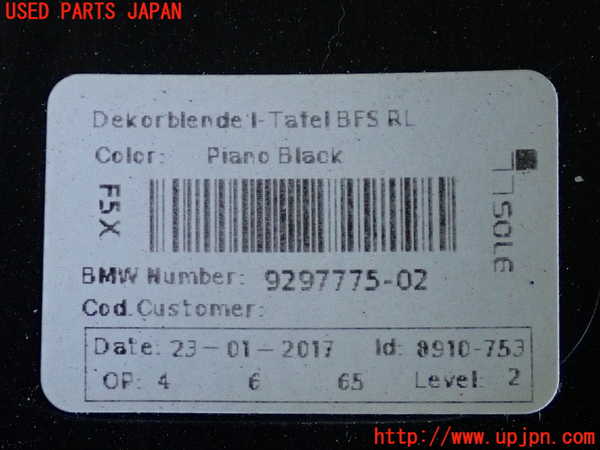 USED PARTS JAPAN
Dekorblende I-Tafel BFS RL
Color: Piano Black
F5X
BMW Number: 9297775-02
Cod.Customer:
Date: 23-01-2017 Id: 8910-753
OP: 4 6 65 Level: 2
http://www.upjpn.com/